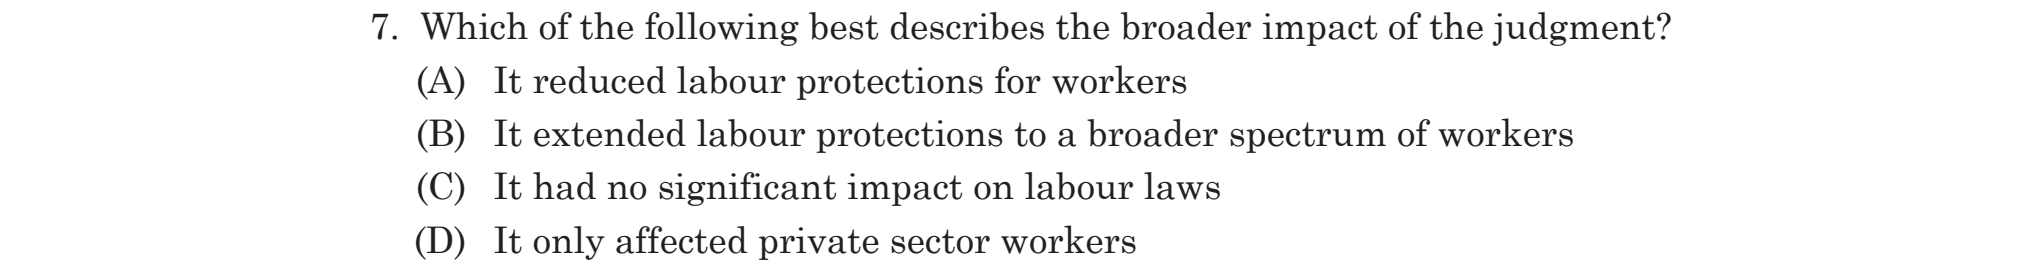 7. Which of the following best describes the broader impact of the judgment?
(A) It reduced labour protections for workers
(B) It extended labour protections to a broader spectrum of workers
(C) It had no significant impact on labour laws
(D) It only affected private sector workers